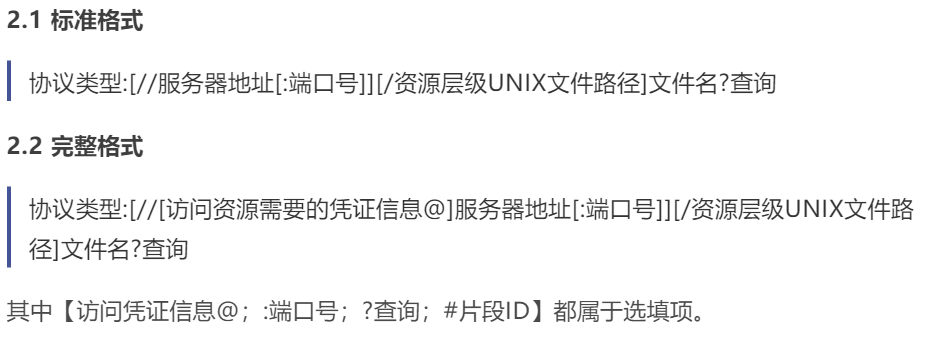 2.1 标准格式
协议类型:[//服务器地址[:端口号]][/资源层级UNIX文件路径]文件名?查询
2.2 完整格式
协议类型:[//[访问资源需要的凭证信息@]服务器地址[:端口号]][/资源层级UNIX文件路
径]文件名?查询
其中【访问凭证信息@；:端口号；?查询；#片段ID】都属于选填项。